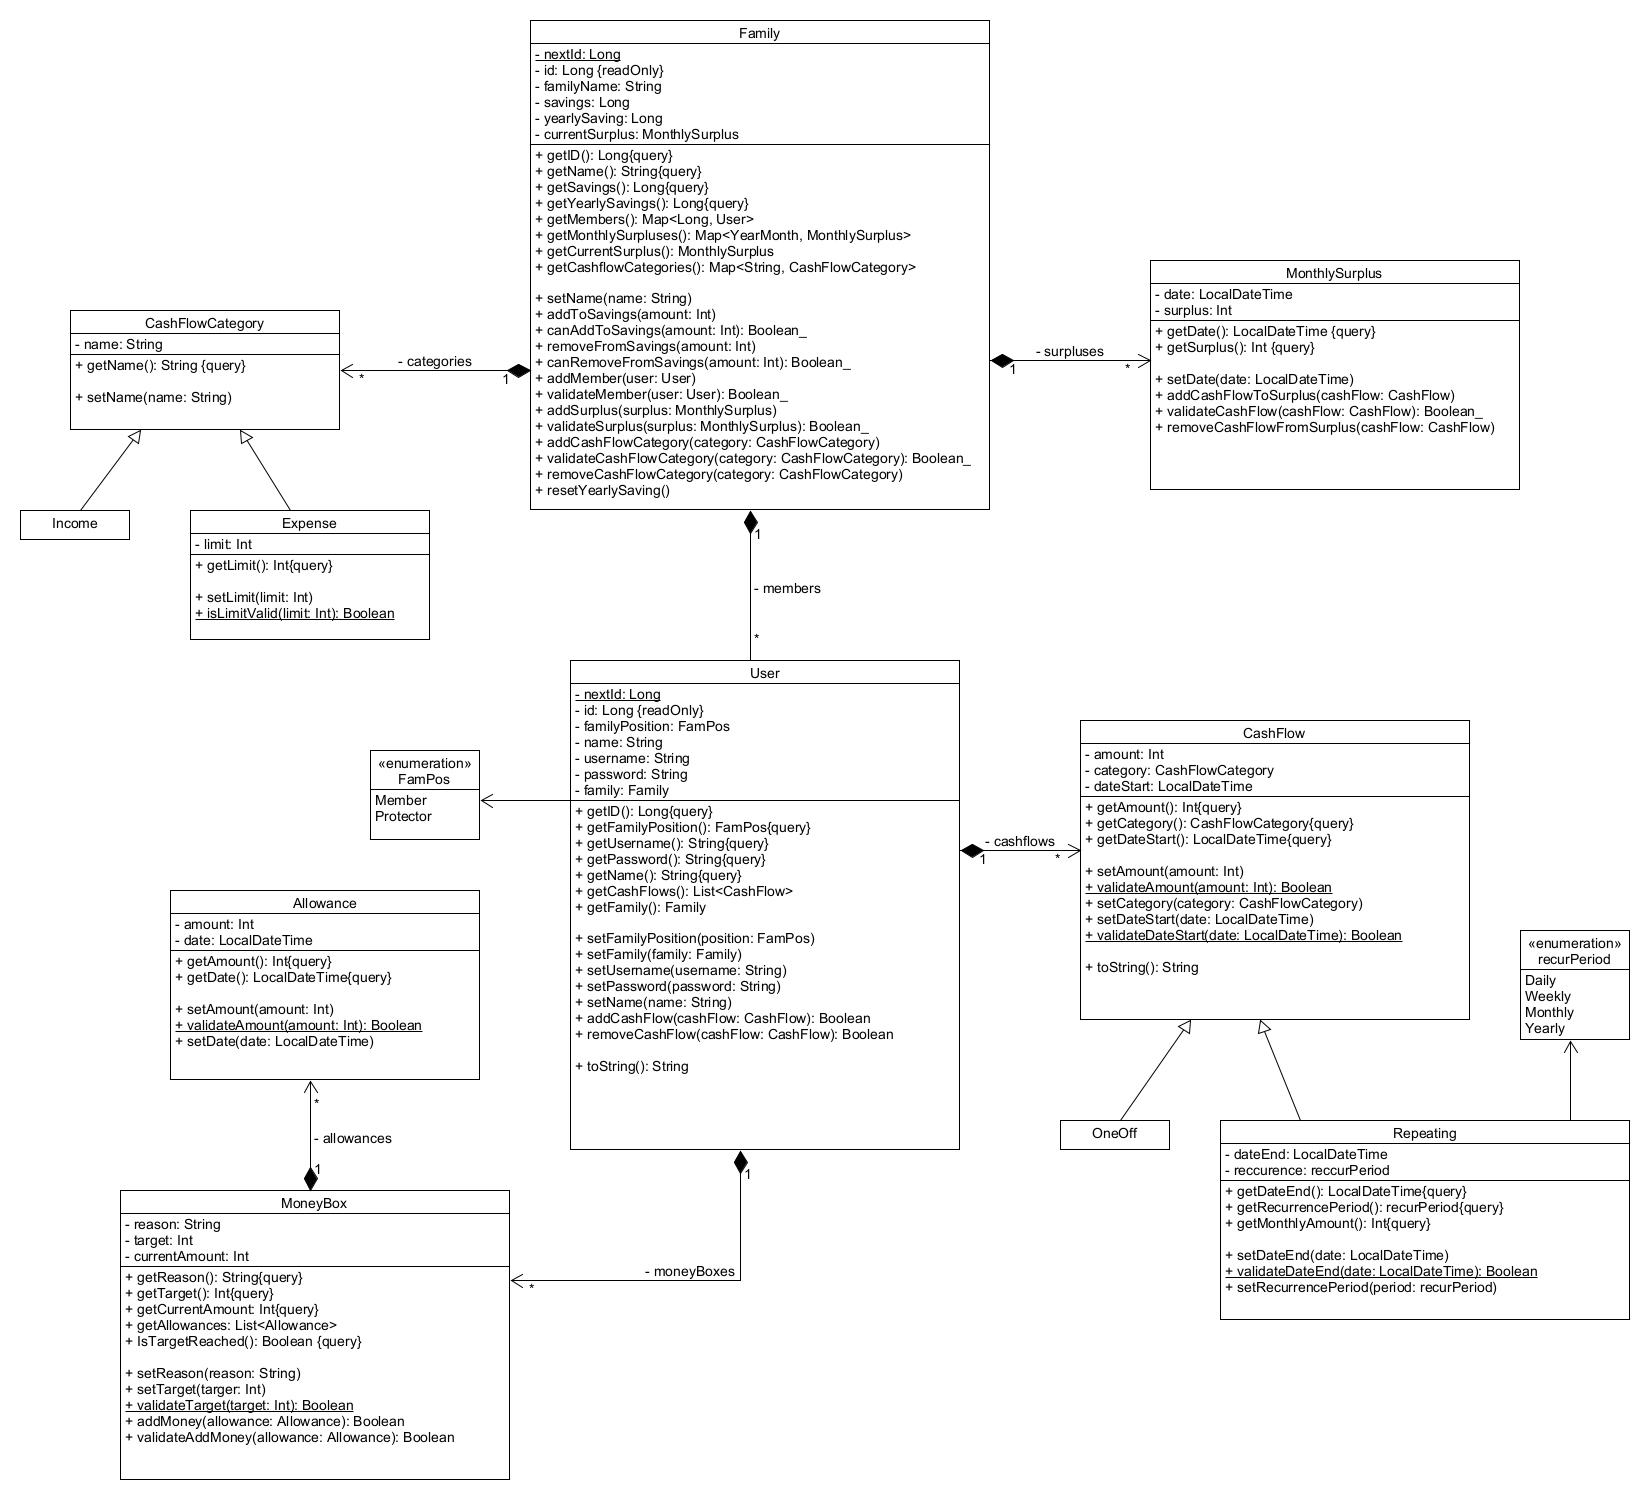 Family
- nextId: Long
- id: Long {readOnly}
- familyName: String
- savings: Long
- yearlySaving: Long
- currentSurplus: MonthlySurplus
+ getID(): Long{query}
+ getName(): String{query}
+ getSavings(): Long{query}
+ getYearlySavings(): Long{query}
+ getMembers(): Map<Long, User>
+ getMonthlySurpluses(): Map<YearMonth, MonthlySurplus>
+ getCurrentSurplus(): MonthlySurplus
+ getCashflowCategories(): Map<String, CashFlowCategory>
+ setName(name: String)
+ addToSavings(amount: Int)
+ canAddToSavings(amount: Int): Boolean_
+ removeFromSavings(amount: Int)
+ canRemoveFromSavings(amount: Int): Boolean_
+ addMember(user: User)
+ validateMember(user: User): Boolean_
+ addSurplus(surplus: MonthlySurplus)
+ validateSurplus(surplus: MonthlySurplus): Boolean_
+ addCashFlowCategory(category: CashFlowCategory)
+ validateCashFlowCategory(category: CashFlowCategory): Boolean_
+ removeCashFlowCategory(category: CashFlowCategory)
+ resetYearlySaving()
MonthlySurplus
- date: LocalDateTime
- surplus: Int
+ getDate(): LocalDateTime {query}
+ getSurplus(): Int {query}
+ setDate(date: LocalDateTime)
+ addCashFlowToSurplus(cashFlow: CashFlow)
+ validateCashFlow(cashFlow: CashFlow): Boolean_
+ removeCashFlowFromSurplus(cashFlow: CashFlow)
- surpluses
1
*
CashFlowCategory
- name: String
+ getName(): String {query}
+ setName(name: String)
- categories
*
1
Income
Expense
- limit: Int
+ getLimit(): Int{query}
+ setLimit(limit: Int)
+ isLimitValid(limit: Int): Boolean
1
- members
*
User
- nextId: Long
- id: Long {readOnly}
- familyPosition: FamPos
- name: String
- username: String
- password: String
- family: Family
+ getID(): Long{query}
+ getFamilyPosition(): FamPos{query}
+ getUsername(): String{query}
+ getPassword(): String{query}
+ getName(): String{query}
+ getCashFlows(): List<CashFlow>
+ getFamily(): Family
+ setFamilyPosition(position: FamPos)
+ setFamily(family: Family)
+ setUsername(username: String)
+ setPassword(password: String)
+ setName(name: String)
+ addCashFlow(cashFlow: CashFlow): Boolean
+ removeCashFlow(cashFlow: CashFlow): Boolean
+ toString(): String
«enumeration»
FamPos
Member
Protector
- cashflows
1
*
CashFlow
- amount: Int
- category: CashFlowCategory
- dateStart: LocalDateTime
+ getAmount(): Int{query}
+ getCategory(): CashFlowCategory{query}
+ getDateStart(): LocalDateTime{query}
+ setAmount(amount: Int)
+ validateAmount(amount: Int): Boolean
+ setCategory(category: CashFlowCategory)
+ setDateStart(date: LocalDateTime)
+ validateDateStart(date: LocalDateTime): Boolean
+ toString(): String
«enumeration»
recurPeriod
Daily
Weekly
Monthly
Yearly
OneOff
Repeating
- dateEnd: LocalDateTime
- reccurence: reccurPeriod
+ getDateEnd(): LocalDateTime{query}
+ getRecurrencePeriod(): recurPeriod{query}
+ getMonthlyAmount(): Int{query}
+ setDateEnd(date: LocalDateTime)
+ validateDateEnd(date: LocalDateTime): Boolean
+ setRecurrencePeriod(period: recurPeriod)
Allowance
- amount: Int
- date: LocalDateTime
+ getAmount(): Int{query}
+ getDate(): LocalDateTime{query}
+ setAmount(amount: Int)
+ validateAmount(amount: Int): Boolean
+ setDate(date: LocalDateTime)
*
- allowances
1
1
- moneyBoxes
*
MoneyBox
- reason: String
- target: Int
- currentAmount: Int
+ getReason(): String{query}
+ getTarget(): Int{query}
+ getCurrentAmount: Int{query}
+ getAllowances: List<Allowance>
+ IsTargetReached(): Boolean {query}
+ setReason(reason: String)
+ setTarget(targer: Int)
+ validateTarget(target: Int): Boolean
+ addMoney(allowance: Allowance): Boolean
+ validateAddMoney(allowance: Allowance): Boolean